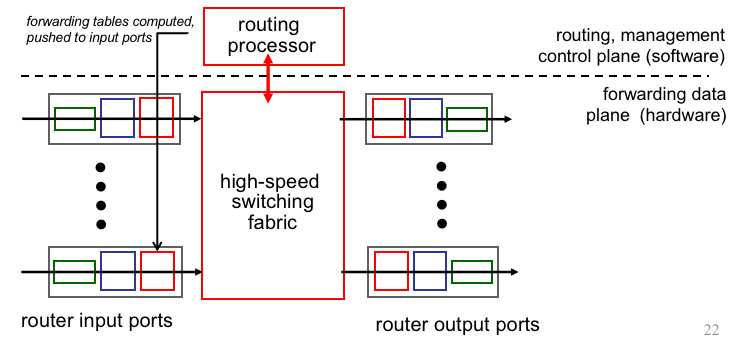 forwarding tables computed,
pushed to input ports
routing
processor
routing, management
control plane (software)
forwarding data
plane (hardware)
high-speed
switching
fabric
router input ports
router output ports
22